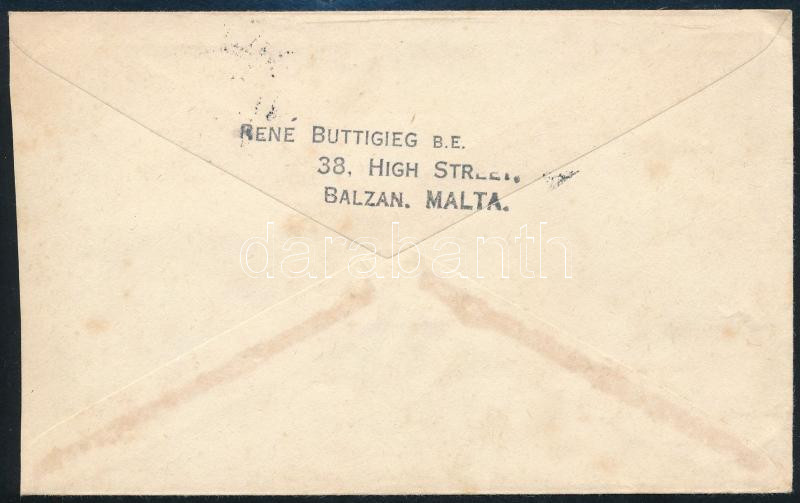 RENÉ BUTTIGIEG B.E.
38, HIGH STREET,
BALZAN. MALTA.
darabanth